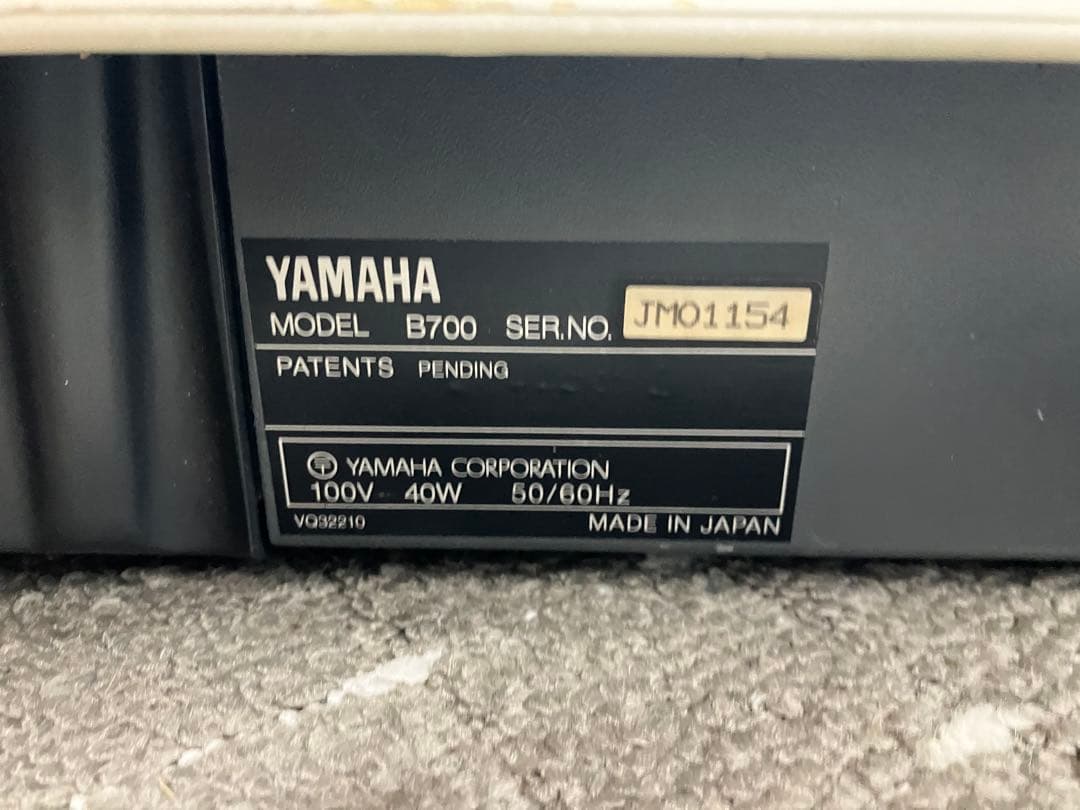 YAMAHA
MODEL B700 SER.NO. JM01154
PATENTS PENDING
YAMAHA CORPORATION
100V 40W 50/60Hz
VQ32210
MADE IN JAPAN